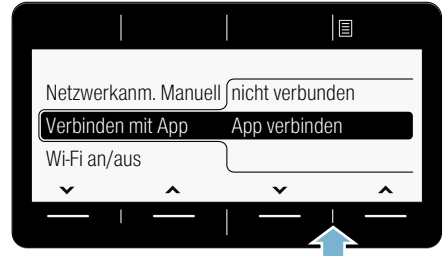 Netzwerkanm. Manuell nicht verbunden
Verbinden mit App App verbinden
Wi-Fi an/aus